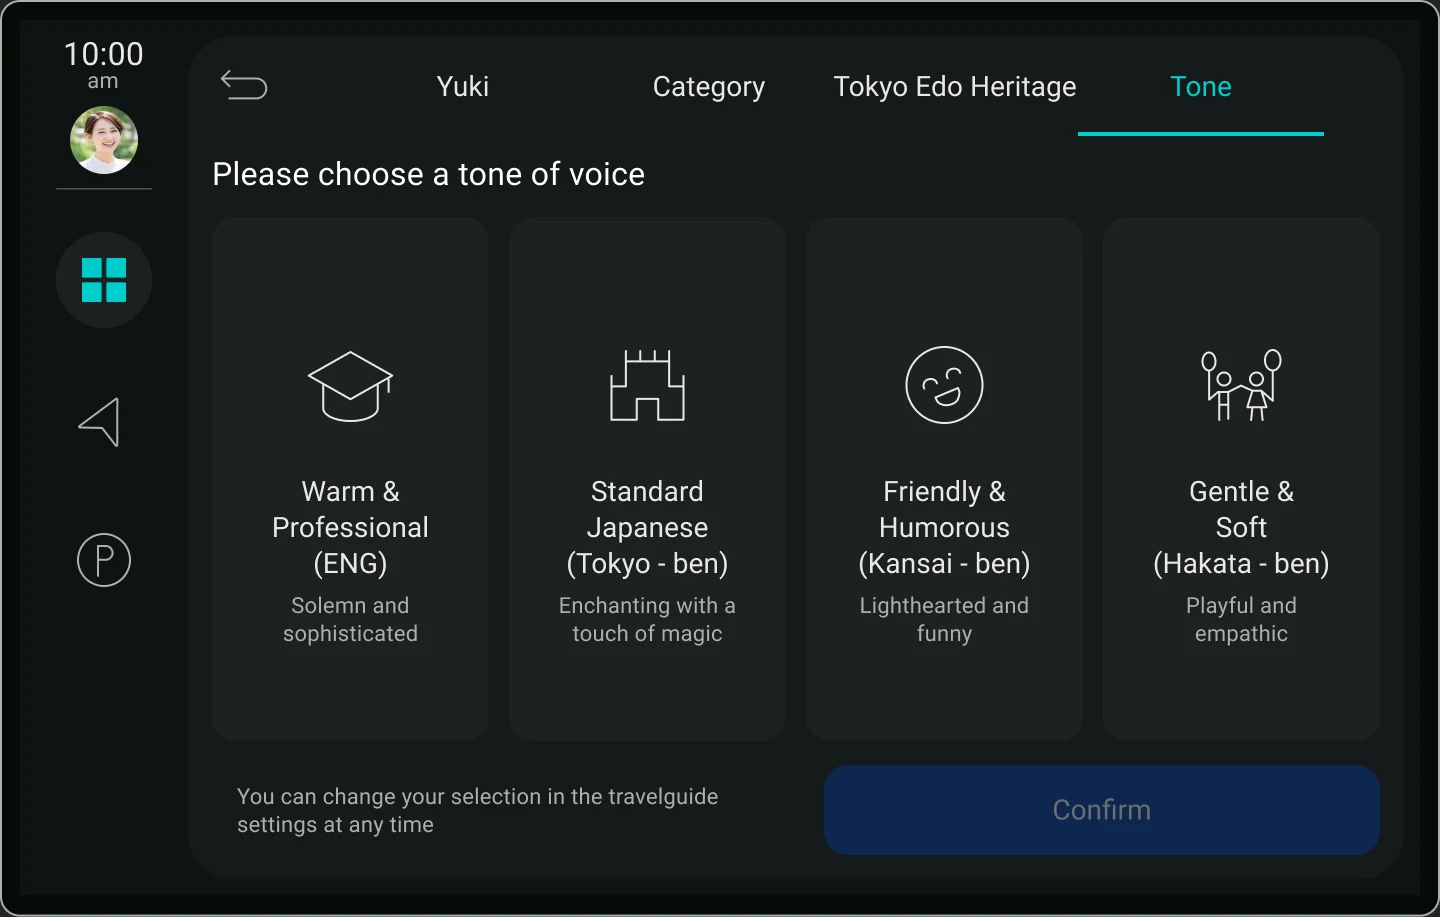 10:00
am
Yuki
Category
Tokyo Edo Heritage
Tone
Please choose a tone of voice
Warm &
Professional
(ENG)
Solemn and
sophisticated
Standard
Japanese
(Tokyo - ben)
Enchanting with a
touch of magic
Friendly &
Humorous
(Kansai - ben)
Lighthearted and
funny
Gentle &
Soft
(Hakata - ben)
Playful and
empathic
P
You can change your selection in the travelguide
settings at any time
Confirm